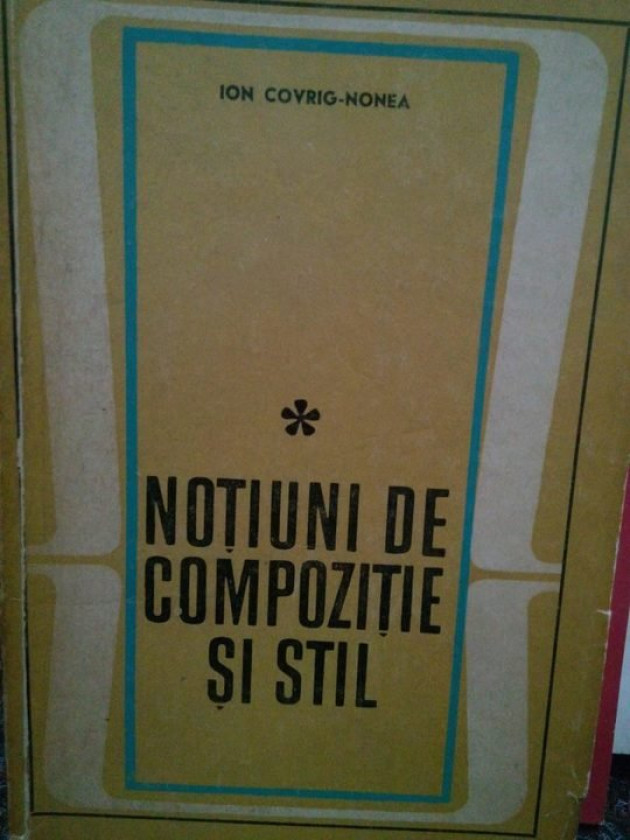 ION COVRIG-NONEA
*
NOȚIUNI DE
COMPOZIȚIE
ȘI STIL